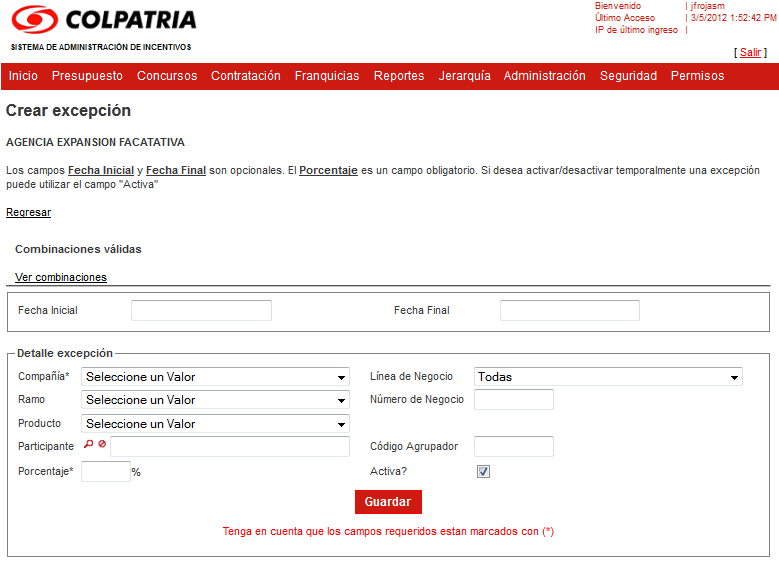 COLPATRIA
SISTEMA DE ADMINISTRACIÓN DE INCENTIVOS
Bienvenido | jfrojasm
Último Acceso | 3/5/2012 1:52:42 PM
IP de último ingreso |
[ Salir ]
Inicio Presupuesto Concursos Contratación Franquicias Reportes Jerarquía Administración Seguridad Permisos
Crear excepción
AGENCIA EXPANSION FACATATIVA
Los campos Fecha Inicial y Fecha Final son opcionales. El Porcentaje es un campo obligatorio. Si desea activar/desactivar temporalmente una excepción
puede utilizar el campo "Activa"
Regresar
Combinaciones válidas
Ver combinaciones
Fecha Inicial Fecha Final
Detalle excepción
Compañía* Seleccione un Valor Línea de Negocio Todas
Ramo Seleccione un Valor Número de Negocio
Producto Seleccione un Valor
Participante Código Agrupador
Porcentaje* % Activa?
Guardar
Tenga en cuenta que los campos requeridos estan marcados con (*)